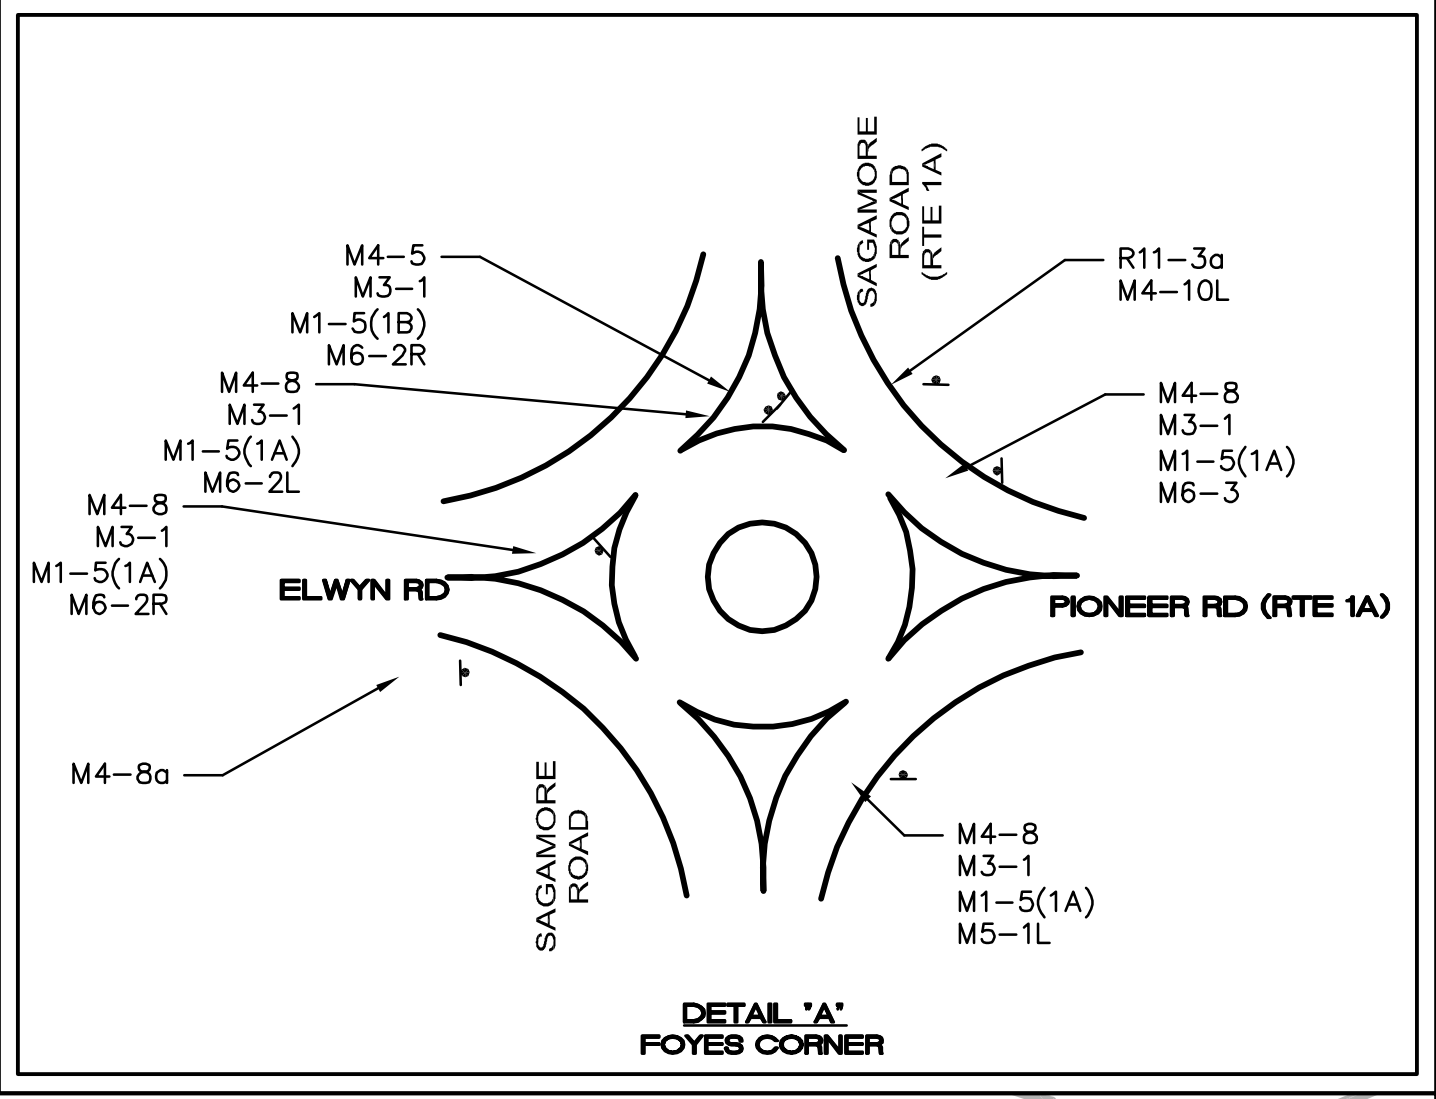 SAGAMORE
ROAD
(RTE 1A)
M4-5
M3-1
M1-5(1B)
M6-2R
R11-3a
M4-10L
M4-8
M3-1
M1-5(1A)
M6-2L
M4-8
M3-1
M1-5(1A)
M6-3
M4-8
M3-1
M1-5(1A)
M6-2R
ELWYN RD
PIONEER RD (RTE 1A)
M4-8a
SAGAMORE
ROAD
M4-8
M3-1
M1-5(1A)
M5-1L
DETAIL "A"
FOYES CORNER